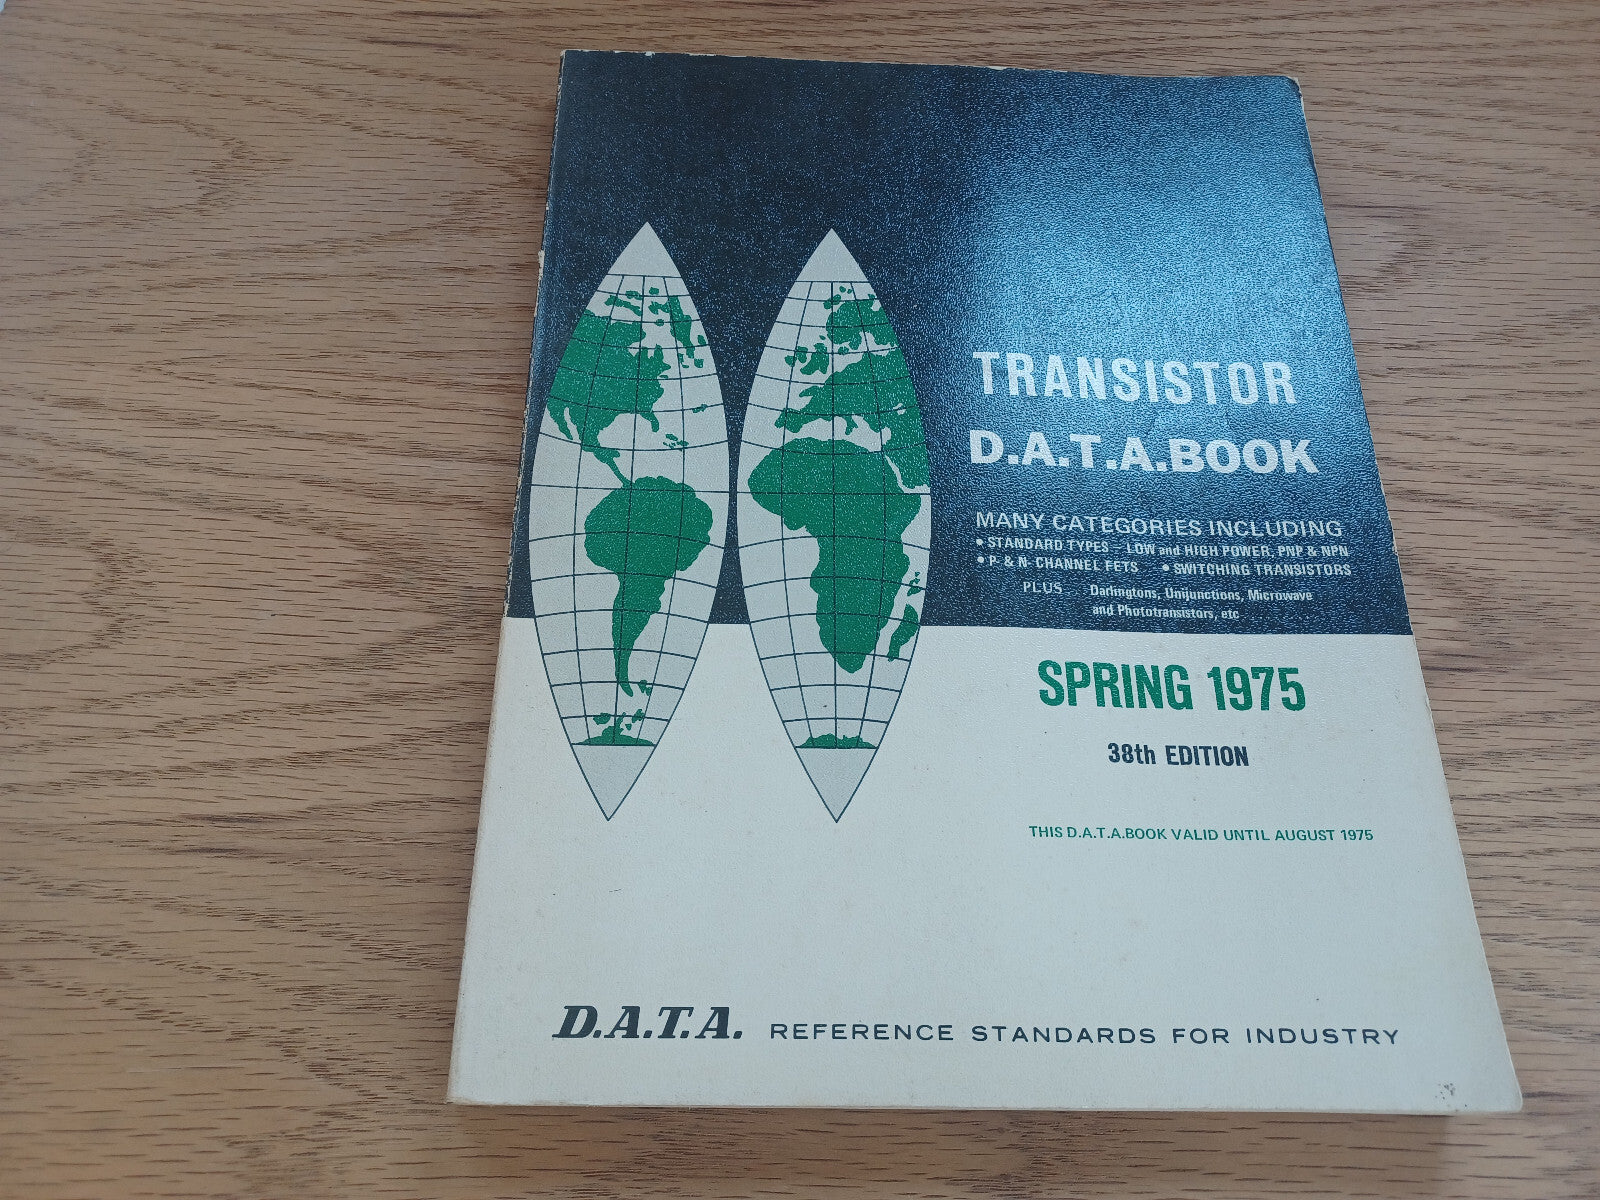 TRANSISTOR
D.A.T.A.BOOK
MANY CATEGORIES INCLUDING
• STANDARD TYPES - LOW and HIGH POWER, PNP & NPN
• P- & N- CHANNEL FETS • SWITCHING TRANSISTORS
PLUS Darlingtons, Unijunctions, Microwave
and Phototransistors, etc
SPRING 1975
38th EDITION
THIS D.A.T.A.BOOK VALID UNTIL AUGUST 1975
D.A.T.A. REFERENCE STANDARDS FOR INDUSTRY